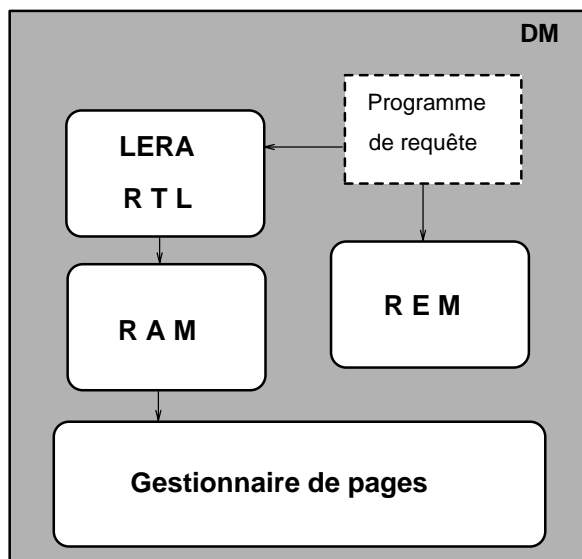 DM
Programme
de requête
LERA
R T L
R A M
R E M
Gestionnaire de pages